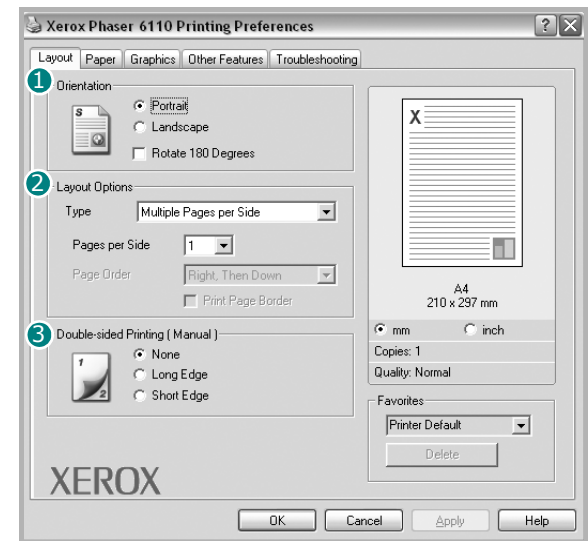 Xerox Phaser 6110 Printing Preferences
Layout Paper Graphics Other Features Troubleshooting
1
Orientation
S
Portrait
Landscape
Rotate 180 Degrees
2
Layout Options
Type Multiple Pages per Side
Pages per Side 1
Page Order Right, Then Down
Print Page Border
3
Double-sided Printing ( Manual )
1
2
None
Long Edge
Short Edge
XEROX
X
A4
210 x 297 mm
mm inch
Copies: 1
Quality: Normal
Favorites
Printer Default
Delete
OK Cancel Apply Help